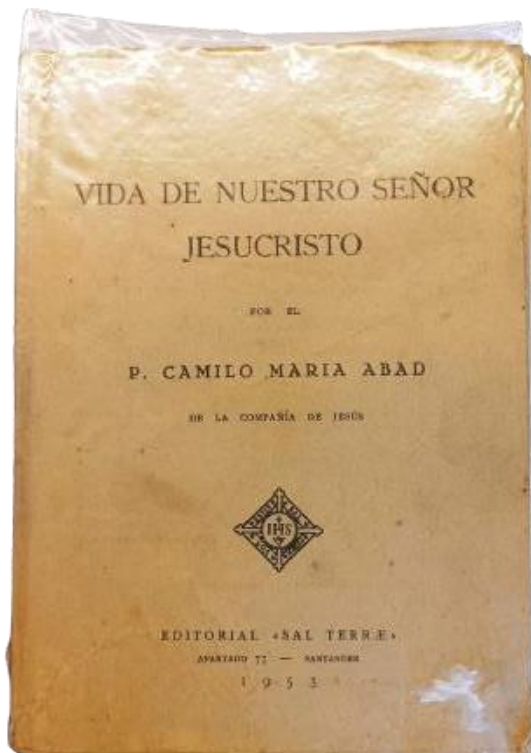 VIDA DE NUESTRO SEÑOR
JESUCRISTO
POR EL
P. CAMILO MARIA ABAD
DE LA COMPAÑÍA DE JESÚS
IHS
EDITORIAL «SAL TERRÆ»
APARTADO 77 — SANTANDER
1953